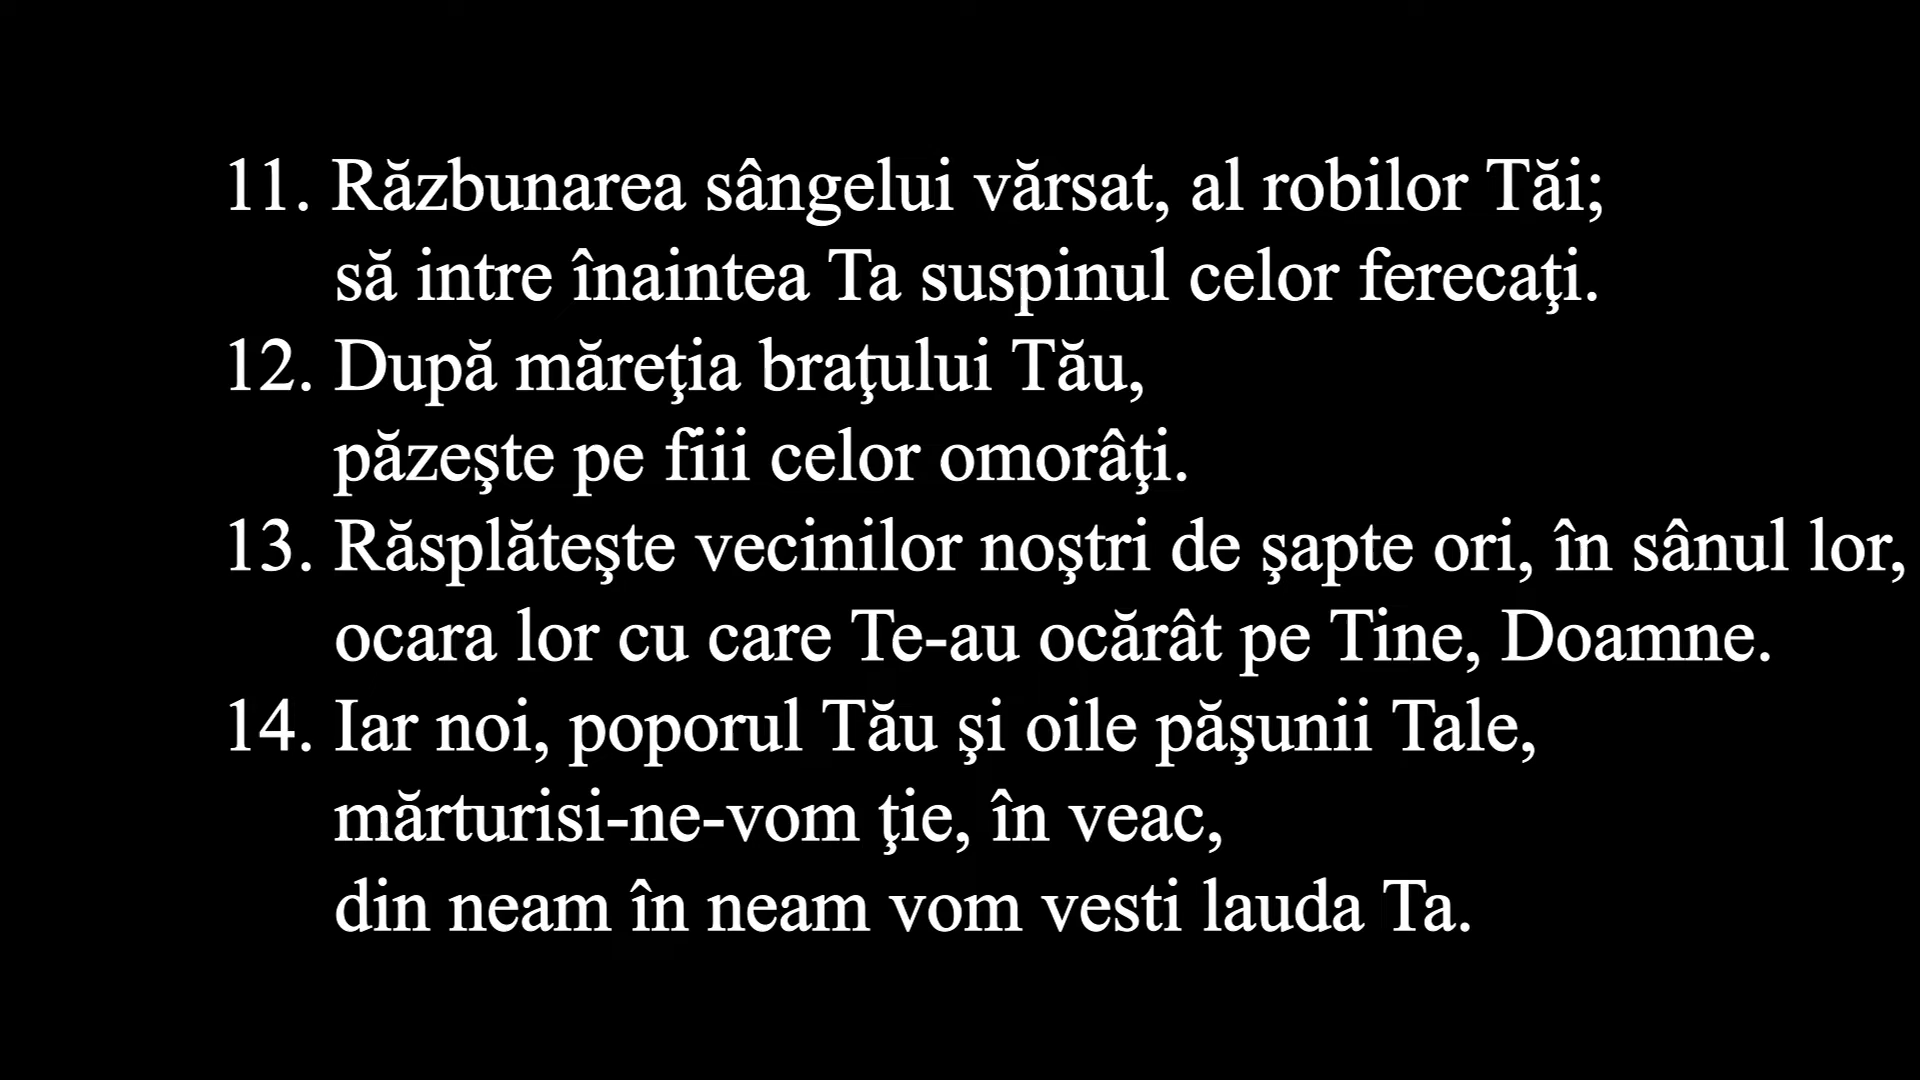 11. Răzbunarea sângelui vărsat, al robilor Tăi;
să intre înaintea Ta suspinul celor ferecaţi.
12. După măreţia braţului Tău,
păzeşte pe fiii celor omorâţi.
13. Răsplăteşte vecinilor noştri de şapte ori, în sânul lor,
ocara lor cu care Te-au ocărât pe Tine, Doamne.
14. Iar noi, poporul Tău şi oile păşunii Tale,
mărturisi-ne-vom ţie, în veac,
din neam în neam vom vesti lauda Ta.